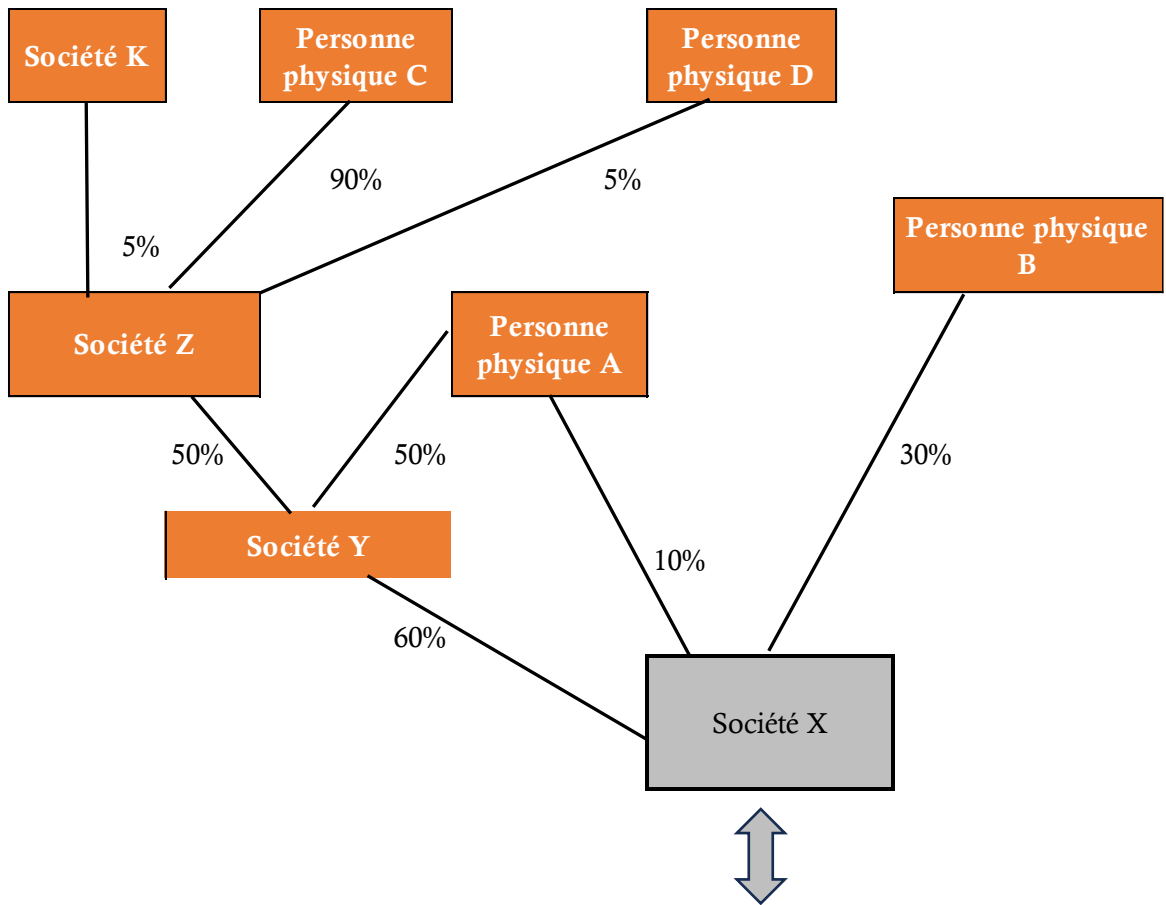 Société K
Personne
physique C
Personne
physique D
90%
5%
5%
Personne physique
B
Société Z
Personne
physique A
50%
50%
30%
Société Y
10%
60%
Société X